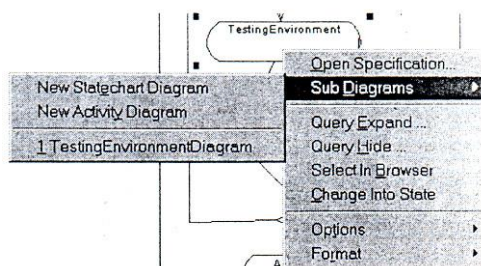 TestingEnvironment
Open Specification...
Sub Diagrams
New Statechart Diagram
New Activity Diagram
1 TestingEnvironmentDiagram
Query Expand ...
Query Hide ...
Select In Browser
Change Into State
Options
Format
A